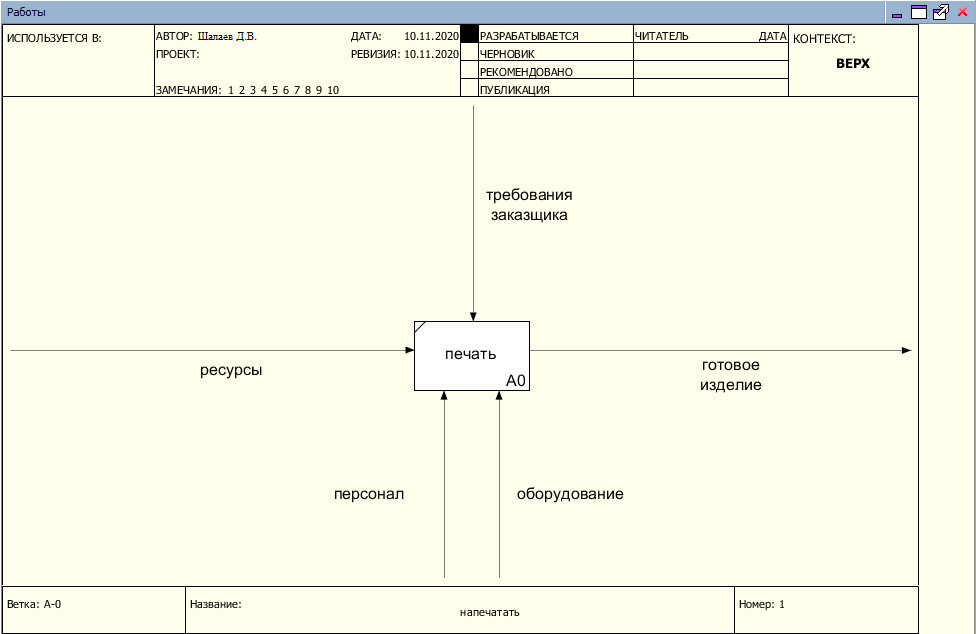 Работы
ИСПОЛЬЗУЕТСЯ В:
АВТОР: Шалаев Д.В.
ДАТА: 10.11.2020
ПРОЕКТ:
РЕВИЗИЯ: 10.11.2020
ЗАМЕЧАНИЯ: 1 2 3 4 5 6 7 8 9 10
РАЗРАБАТЫВАЕТСЯ
ЧЕРНОВИК
РЕКОМЕНДОВАНО
ПУБЛИКАЦИЯ
ЧИТАТЕЛЬ ДАТА
КОНТЕКСТ:
ВЕРХ
требования
заказщика
ресурсы
печать
A0
готовое
изделие
персонал
оборудование
Ветка: A-0
Название:
напечатать
Номер: 1